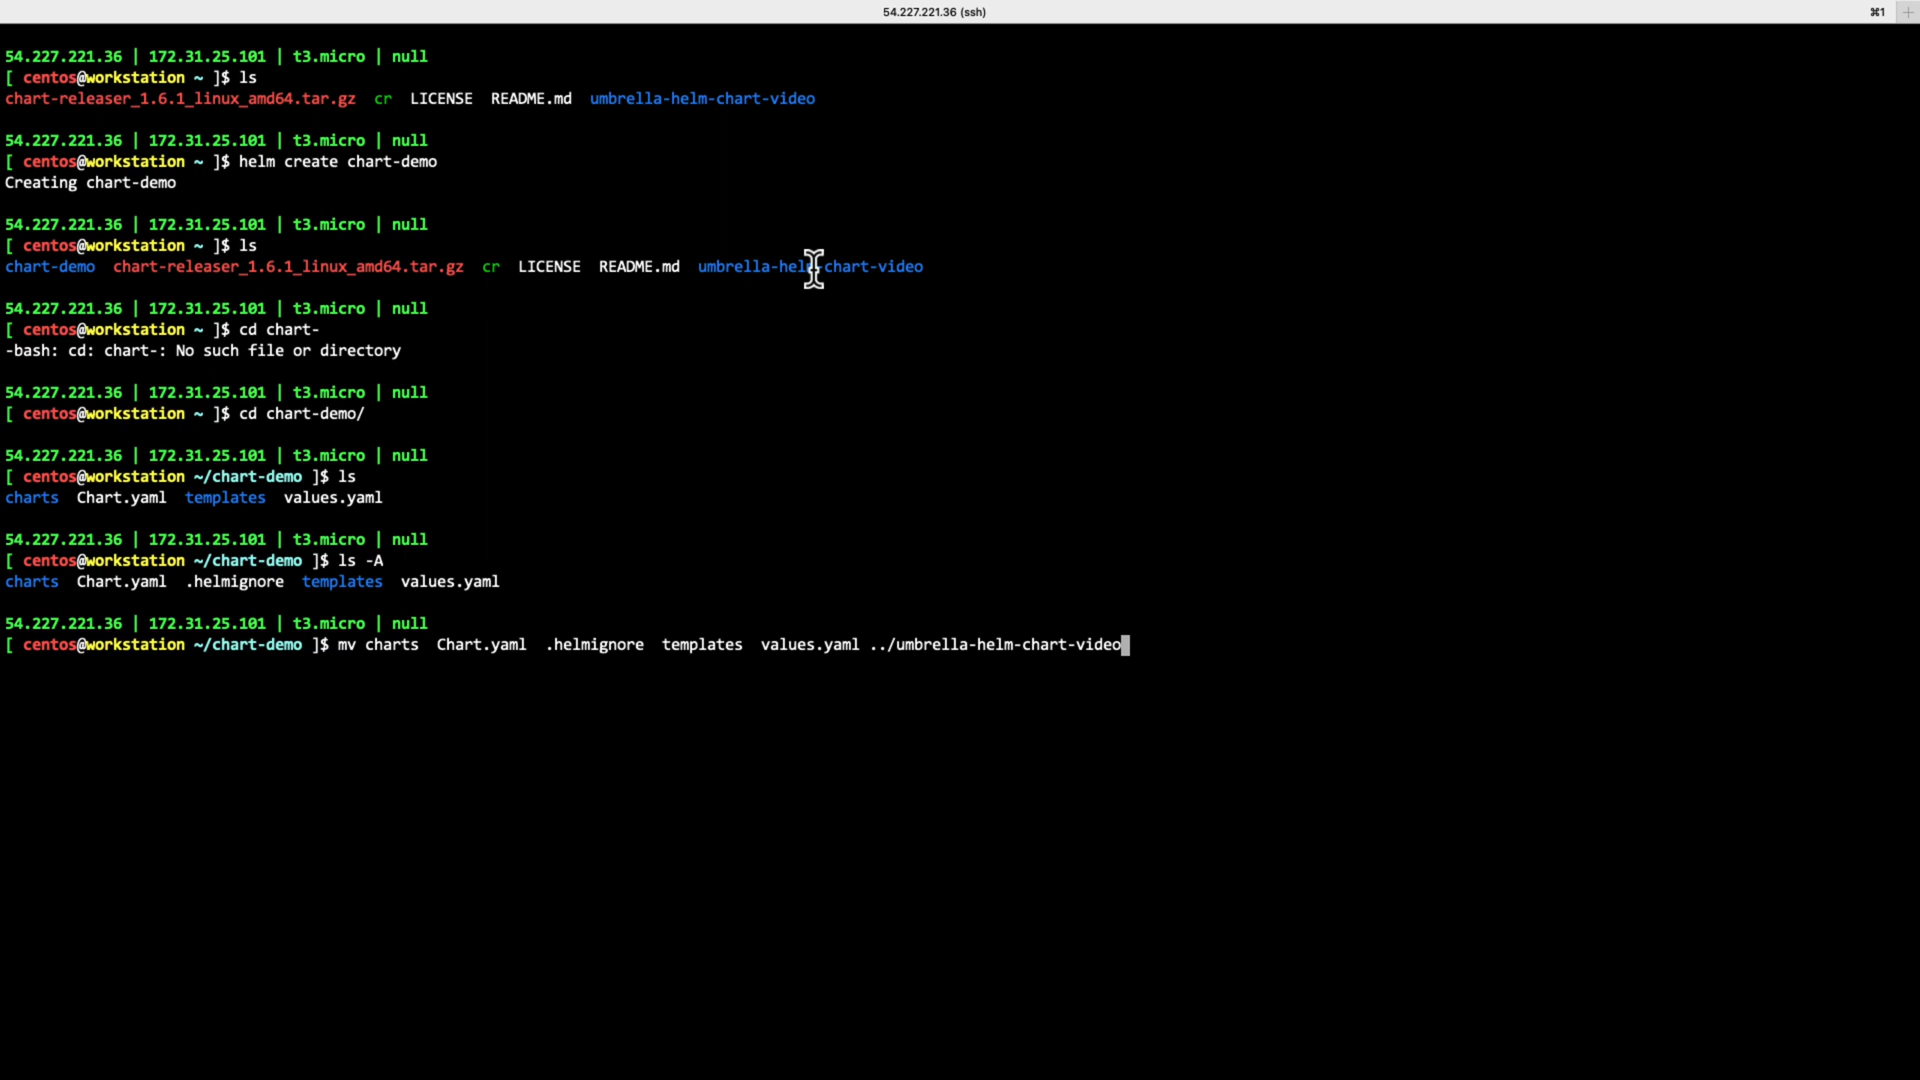 54.227.221.36 (ssh)
⌘1
54.227.221.36 | 172.31.25.101 | t3.micro | null
[ centos@workstation ~ ]$ ls
chart-releaser_1.6.1_linux_amd64.tar.gz  cr  LICENSE  README.md  umbrella-helm-chart-video
54.227.221.36 | 172.31.25.101 | t3.micro | null
[ centos@workstation ~ ]$ helm create chart-demo
Creating chart-demo
54.227.221.36 | 172.31.25.101 | t3.micro | null
[ centos@workstation ~ ]$ ls
chart-demo  chart-releaser_1.6.1_linux_amd64.tar.gz  cr  LICENSE  README.md  umbrella-helm-chart-video
54.227.221.36 | 172.31.25.101 | t3.micro | null
[ centos@workstation ~ ]$ cd chart-
-bash: cd: chart-: No such file or directory
54.227.221.36 | 172.31.25.101 | t3.micro | null
[ centos@workstation ~ ]$ cd chart-demo/
54.227.221.36 | 172.31.25.101 | t3.micro | null
[ centos@workstation ~/chart-demo ]$ ls
charts  Chart.yaml  templates  values.yaml
54.227.221.36 | 172.31.25.101 | t3.micro | null
[ centos@workstation ~/chart-demo ]$ ls -A
charts  Chart.yaml  .helmignore  templates  values.yaml
54.227.221.36 | 172.31.25.101 | t3.micro | null
[ centos@workstation ~/chart-demo ]$ mv charts  Chart.yaml  .helmignore  templates  values.yaml ../umbrella-helm-chart-video